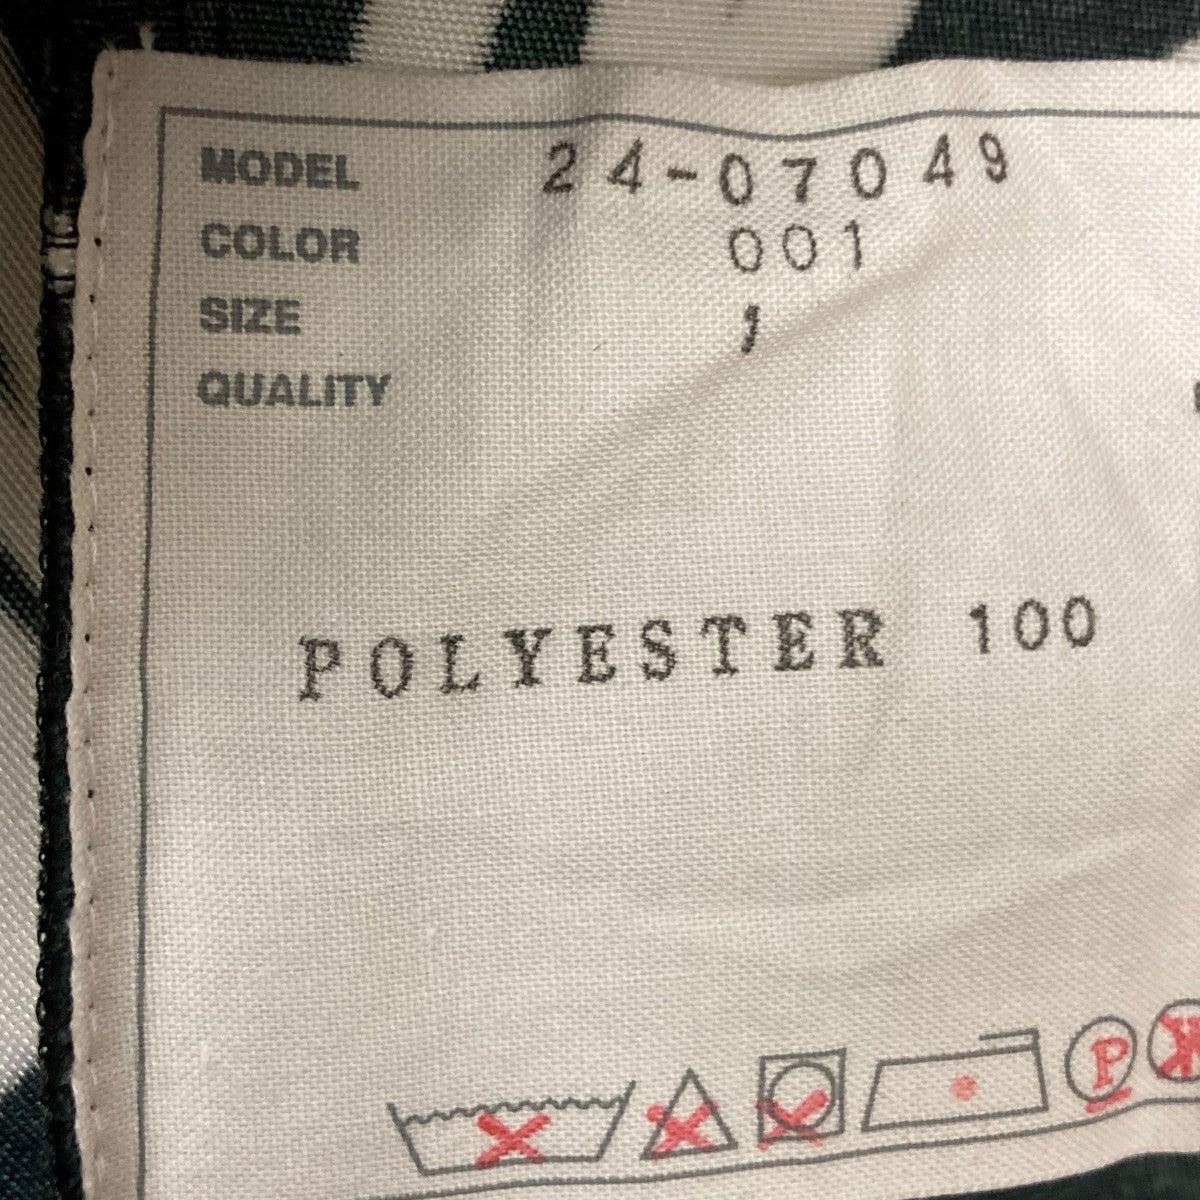 MODEL 24-07049
COLOR 001
SIZE 1
QUALITY
POLYESTER 100
P